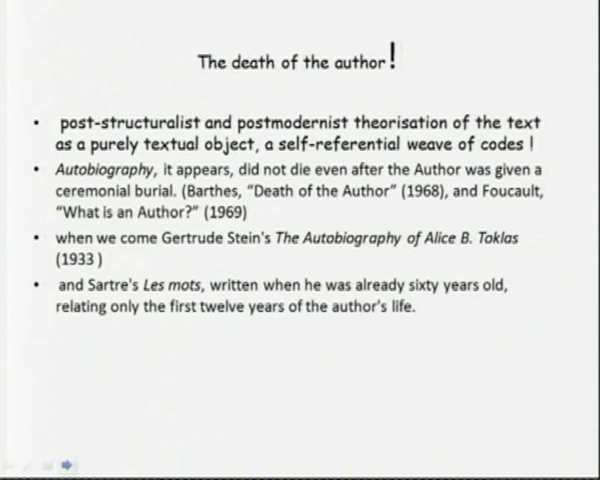 The death of the author!
• post-structuralist and postmodernist theorisation of the text
as a purely textual object, a self-referential weave of codes !
• Autobiography, it appears, did not die even after the Author was given a
ceremonial burial. (Barthes, “Death of the Author” (1968), and Foucault,
“What is an Author?” (1969)
• when we come Gertrude Stein's The Autobiography of Alice B. Toklas
(1933 )
• and Sartre's Les mots, written when he was already sixty years old,
relating only the first twelve years of the author's life.